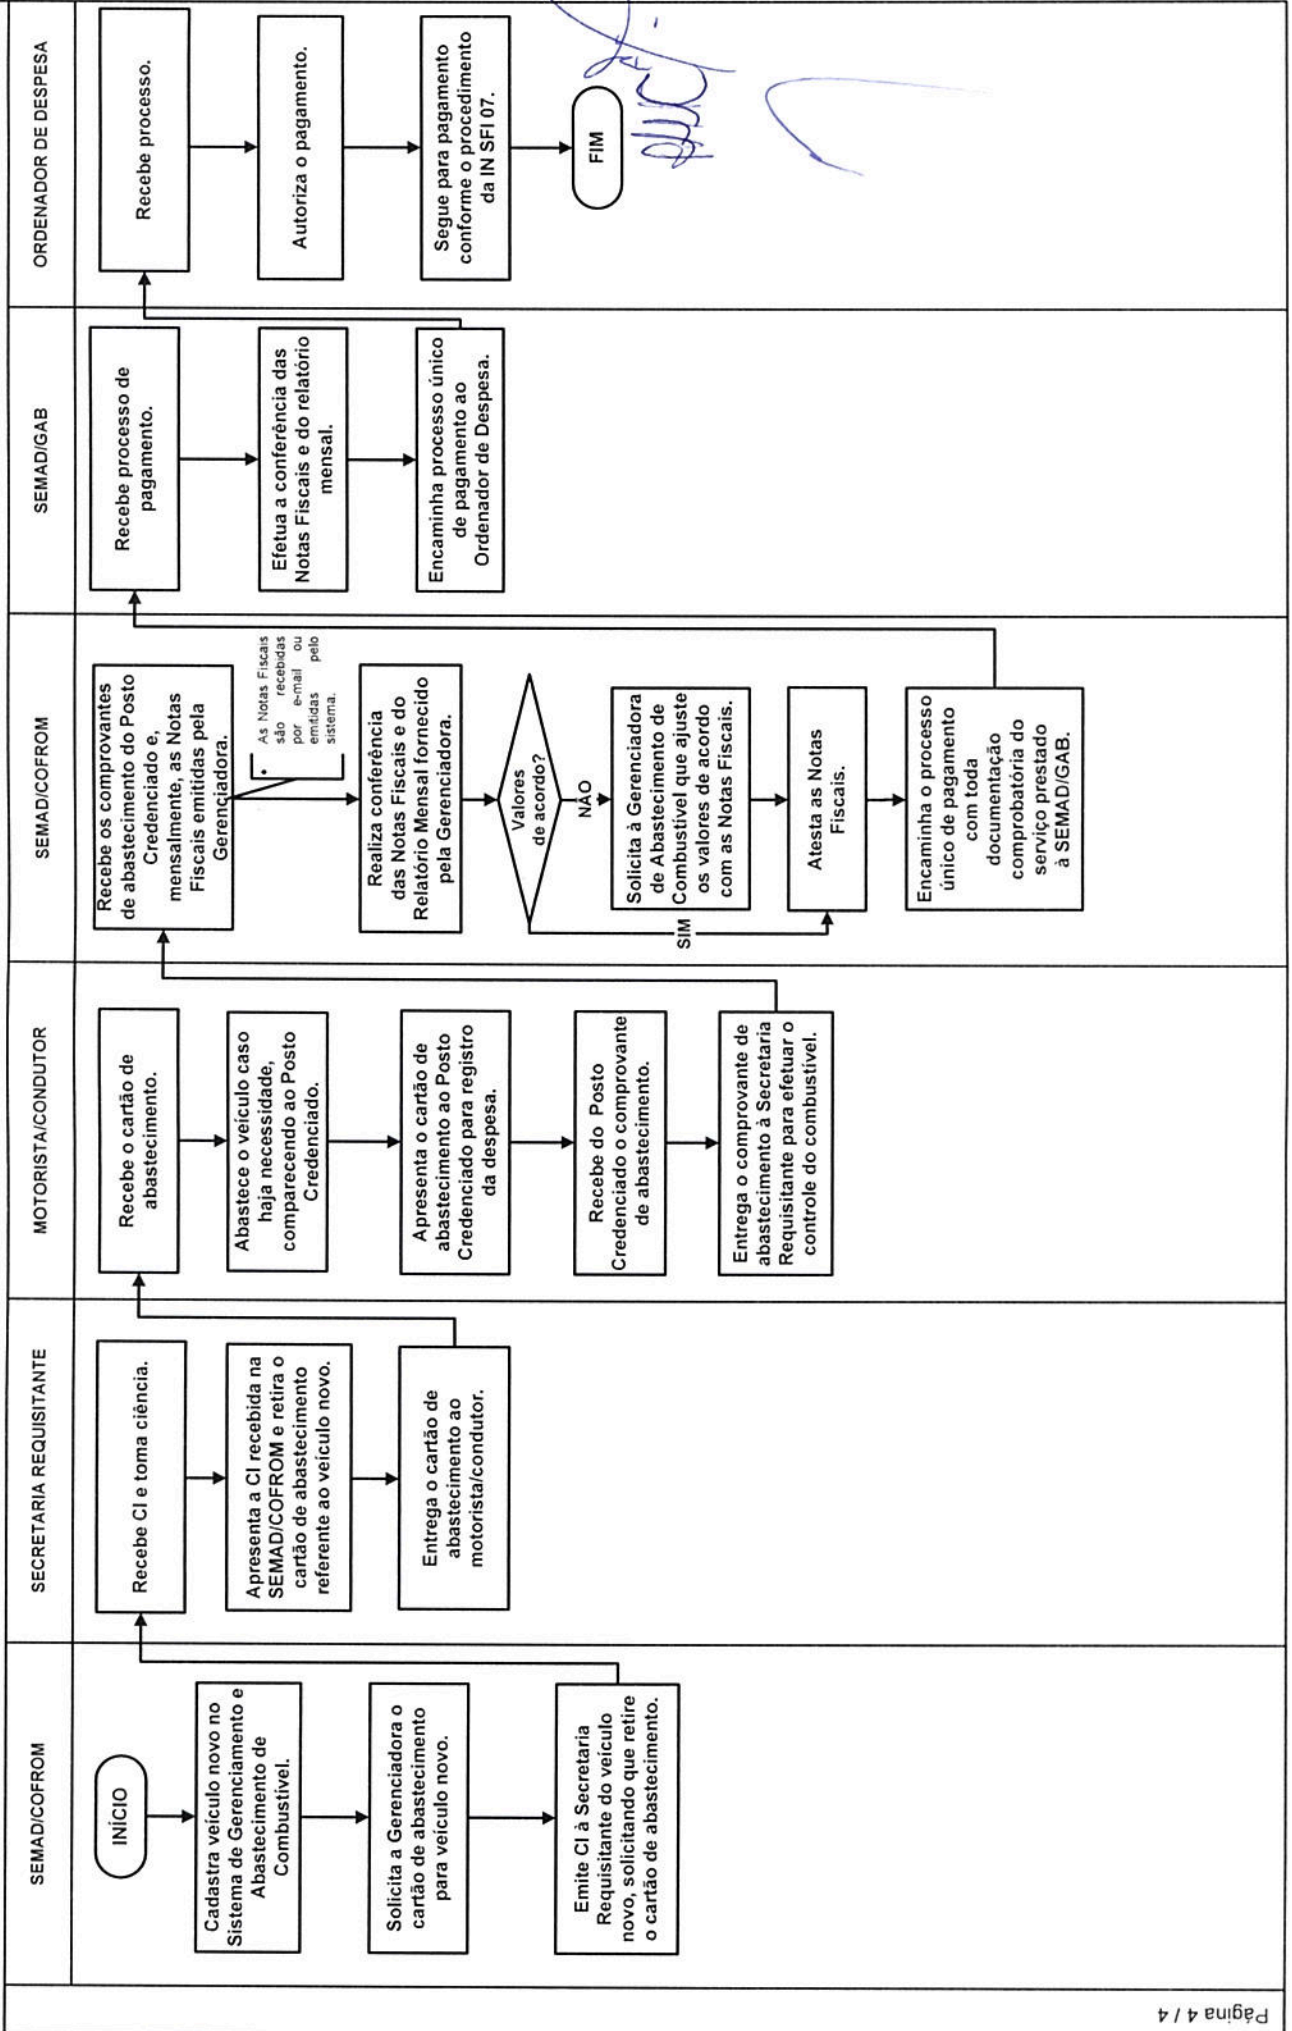 SEMAD/COFROM
INÍCIO
Cadastra veículo novo no
Sistema de Gerenciamento e
Abastecimento de
Combustível.
Solicita a Gerenciadora o
cartão de abastecimento
para veículo novo.
Emite CI à Secretaria
Requisitante do veículo
novo, solicitando que retire
o cartão de abastecimento.
SECRETARIA REQUISITANTE
Recebe CI e toma ciência.
Apresenta a CI recebida na
SEMAD/COFROM e retira o
cartão de abastecimento
referente ao veículo novo.
Entrega o cartão de
abastecimento ao
motorista/condutor.
MOTORISTA/CONDUTOR
Recebe o cartão de
abastecimento.
Abastece o veículo caso
haja necessidade,
comparecendo ao Posto
Credenciado.
Apresenta o cartão de
abastecimento ao Posto
Credenciado para registro
da despesa.
Recebe do Posto
Credenciado o comprovante
de abastecimento.
Entrega o comprovante de
abastecimento à Secretaria
Requisitante para efetuar o
controle do combustível.
SEMAD/COFROM
Recebe os comprovantes
de abastecimento do Posto
Credenciado e,
mensalmente, as Notas
Fiscais emitidas pela
Gerenciadora.
• As Notas Fiscais
são recebidas
por e-mail ou
emitidas pelo
sistema.
Realiza conferência
das Notas Fiscais e do
Relatório Mensal fornecido
pela Gerenciadora.
Valores
de acordo?
NÃO
SIM
Solicita à Gerenciadora
de Abastecimento de
Combustível que ajuste
os valores de acordo
com as Notas Fiscais.
Atesta as Notas
Fiscais.
Encaminha o processo
único de pagamento
com toda
documentação
comprobatória do
serviço prestado
à SEMAD/GAB.
SEMAD/GAB
Recebe processo de
pagamento.
Efetua a conferência das
Notas Fiscais e do relatório
mensal.
Encaminha processo único
de pagamento ao
Ordenador de Despesa.
ORDENADOR DE DESPESA
Recebe processo.
Autoriza o pagamento.
Segue para pagamento
conforme o procedimento
da IN SFI 07.
FIM
Página 4 / 4